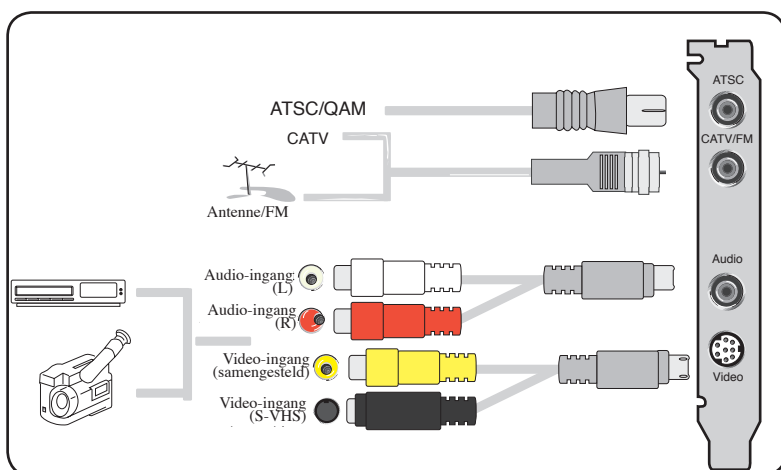 ATSC
ATSC/QAM
CATV
CATV/FM
Antenne/FM
Audio
Audio-ingang
(L)
Audio-ingang
(R)
Video-ingang
(samengesteld)
Video
Video-ingang
(S-VHS)